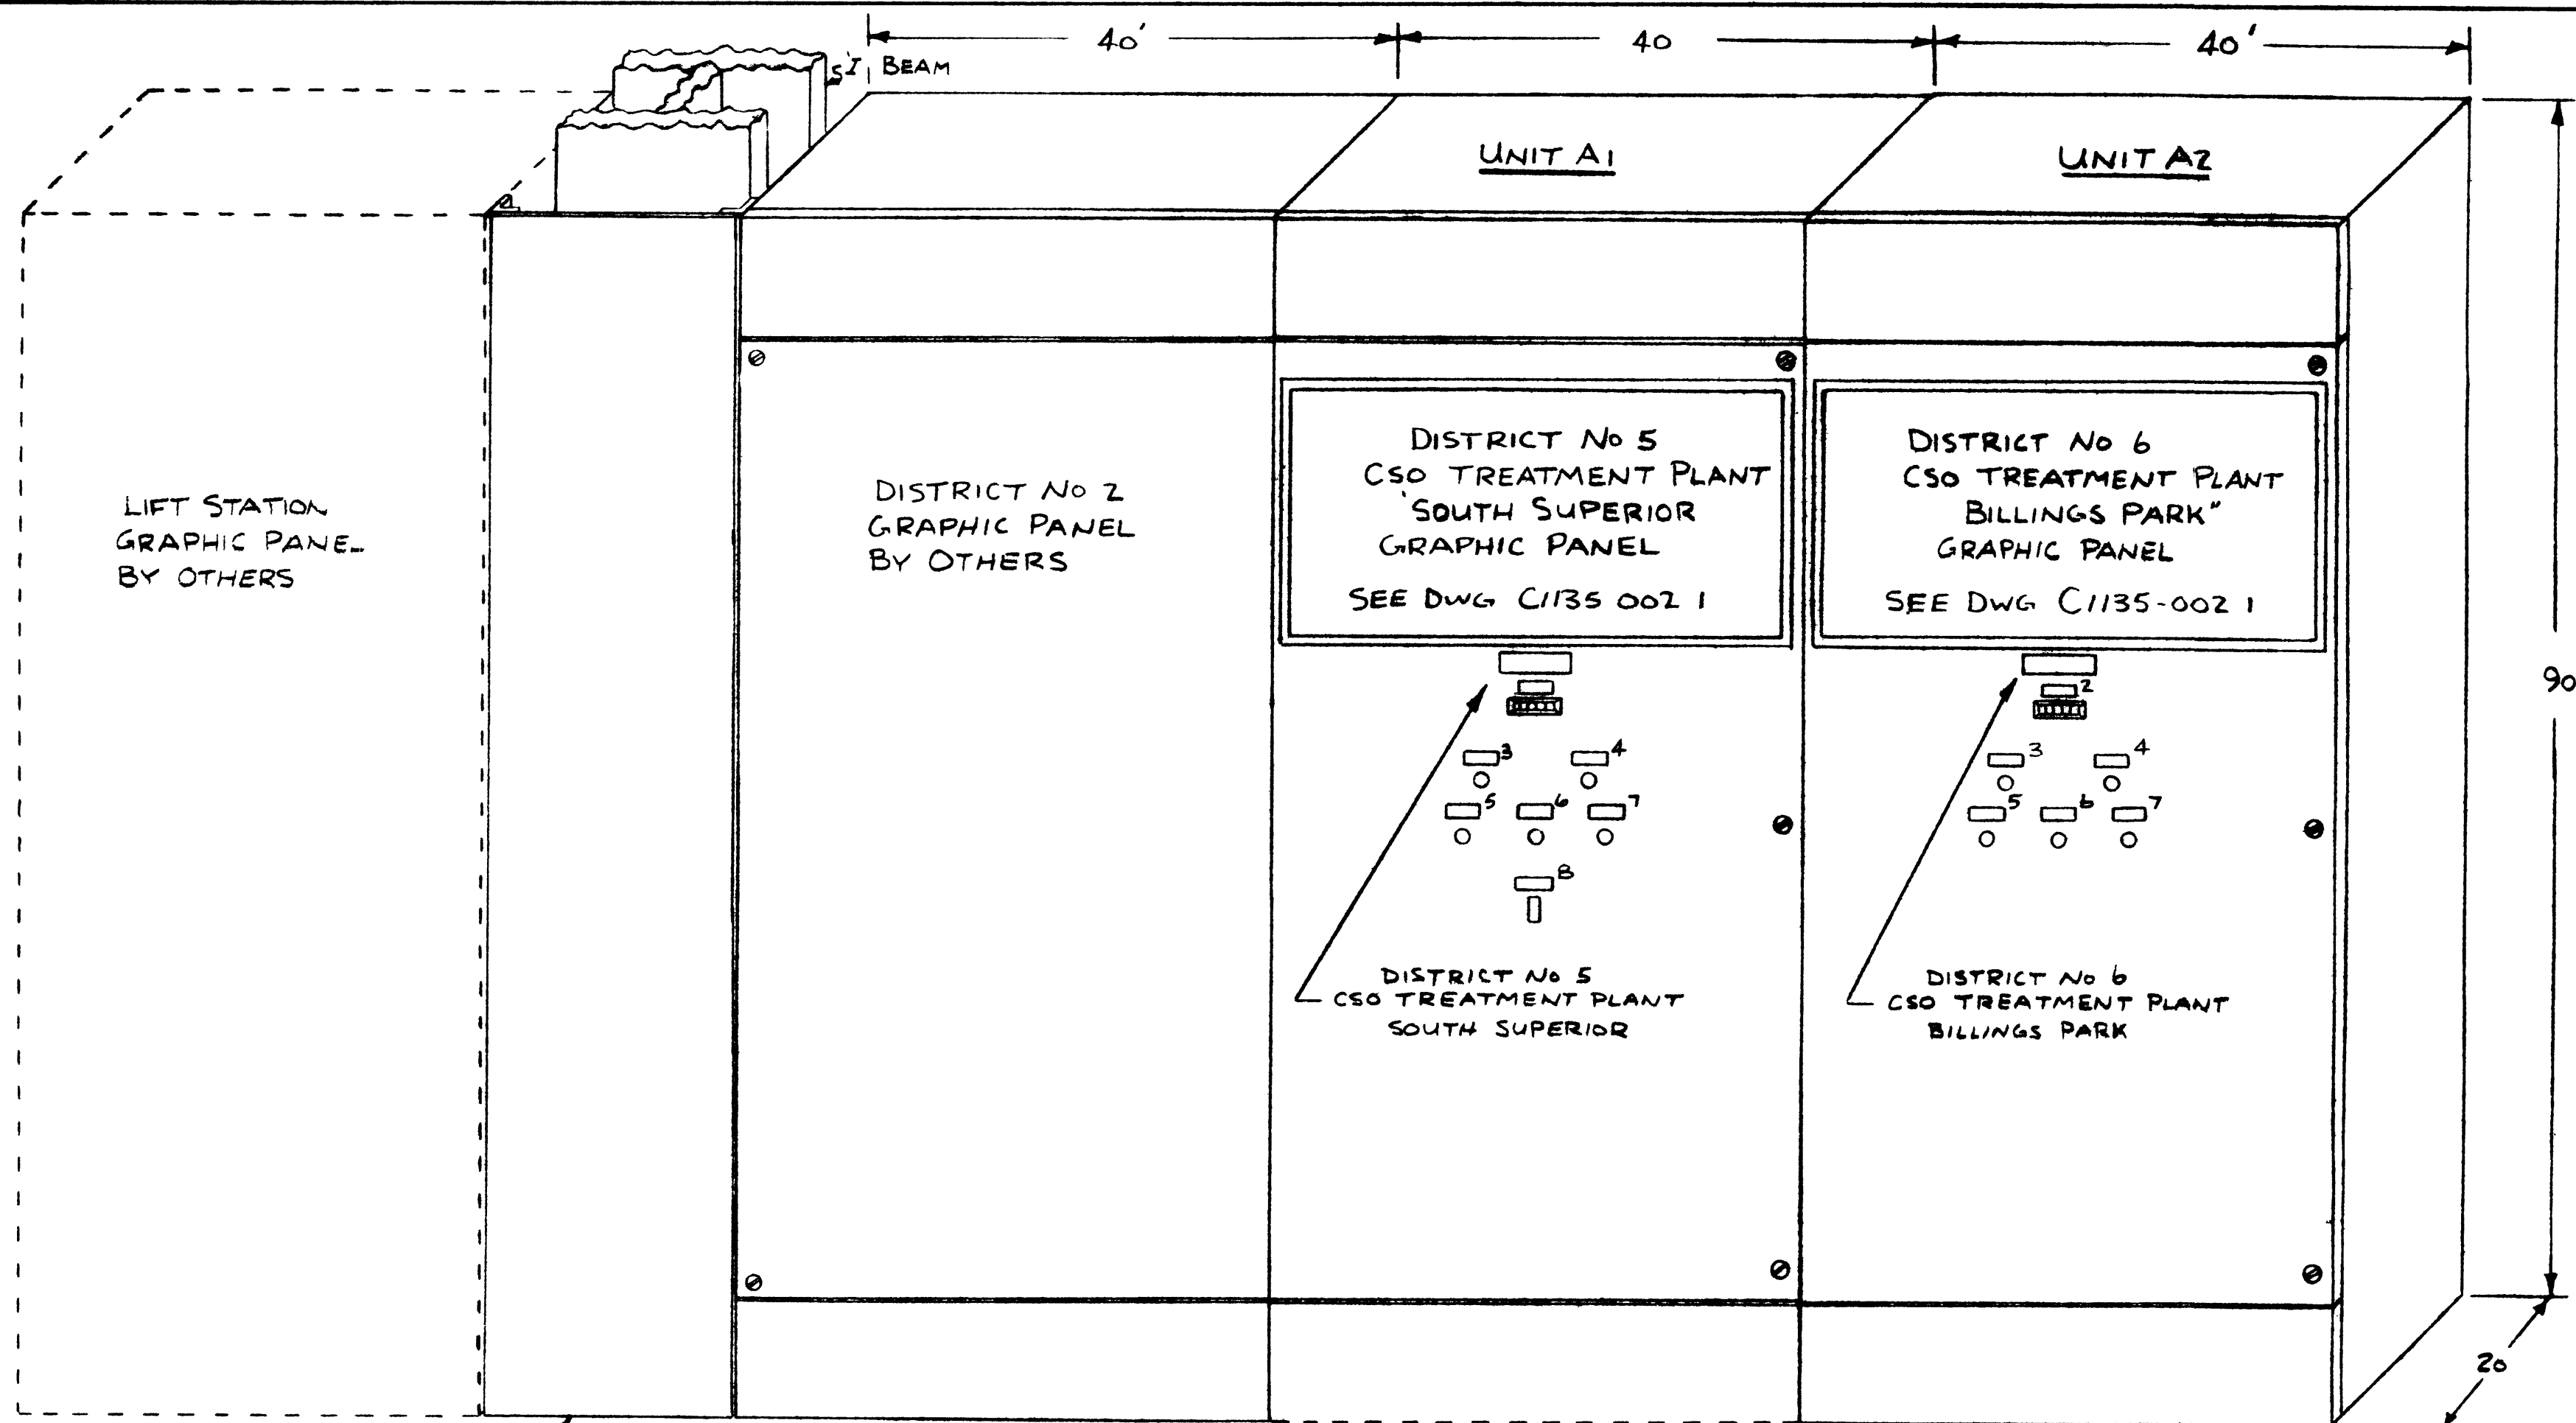 40'
40
40'
'I' BEAM
UNIT A1
UNIT A2
LIFT STATION
GRAPHIC PANEL
BY OTHERS
DISTRICT No 2
GRAPHIC PANEL
BY OTHERS
DISTRICT No 5
CSO TREATMENT PLANT
'SOUTH SUPERIOR
GRAPHIC PANEL
SEE DWG C1135 002 1
DISTRICT No 6
CSO TREATMENT PLANT
BILLINGS PARK"
GRAPHIC PANEL
SEE DWG C1135-002 1
90
2
3 4
5 6 7
8
3 4
5 6 7
DISTRICT No 5
CSO TREATMENT PLANT
SOUTH SUPERIOR
DISTRICT No 6
CSO TREATMENT PLANT
BILLINGS PARK
20